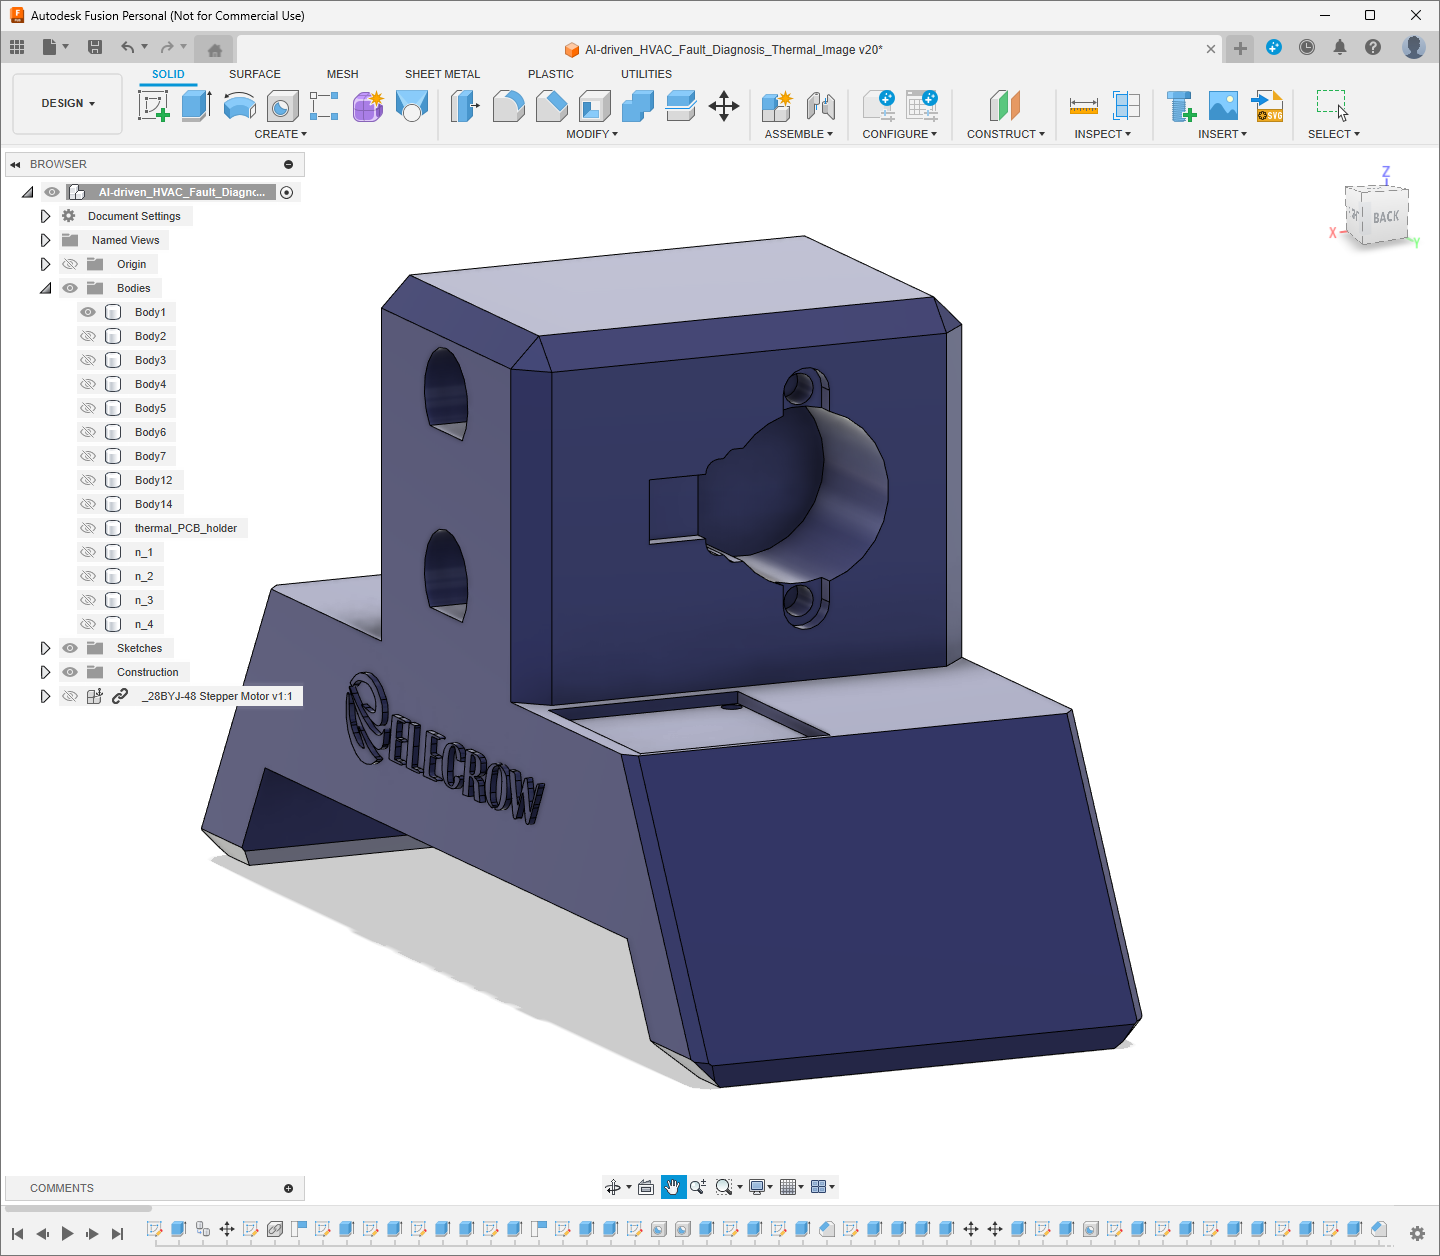 Autodesk Fusion Personal (Not for Commercial Use)
AI-driven_HVAC_Fault_Diagnosis_Thermal_Image v20*
SOLID SURFACE MESH SHEET METAL PLASTIC UTILITIES
DESIGN
CREATE MODIFY ASSEMBLE CONFIGURE CONSTRUCT INSPECT INSERT SELECT
SVG
BROWSER
AI-driven_HVAC_Fault_Diagnc...
Document Settings
Named Views
Origin
Bodies
Body1
Body2
Body3
Body4
Body5
Body6
Body7
Body12
Body14
thermal_PCB_holder
n_1
n_2
n_3
n_4
Sketches
Construction
_28BYJ-48 Stepper Motor v1:1
Z
BACK
X
Y
ELECROW
COMMENTS